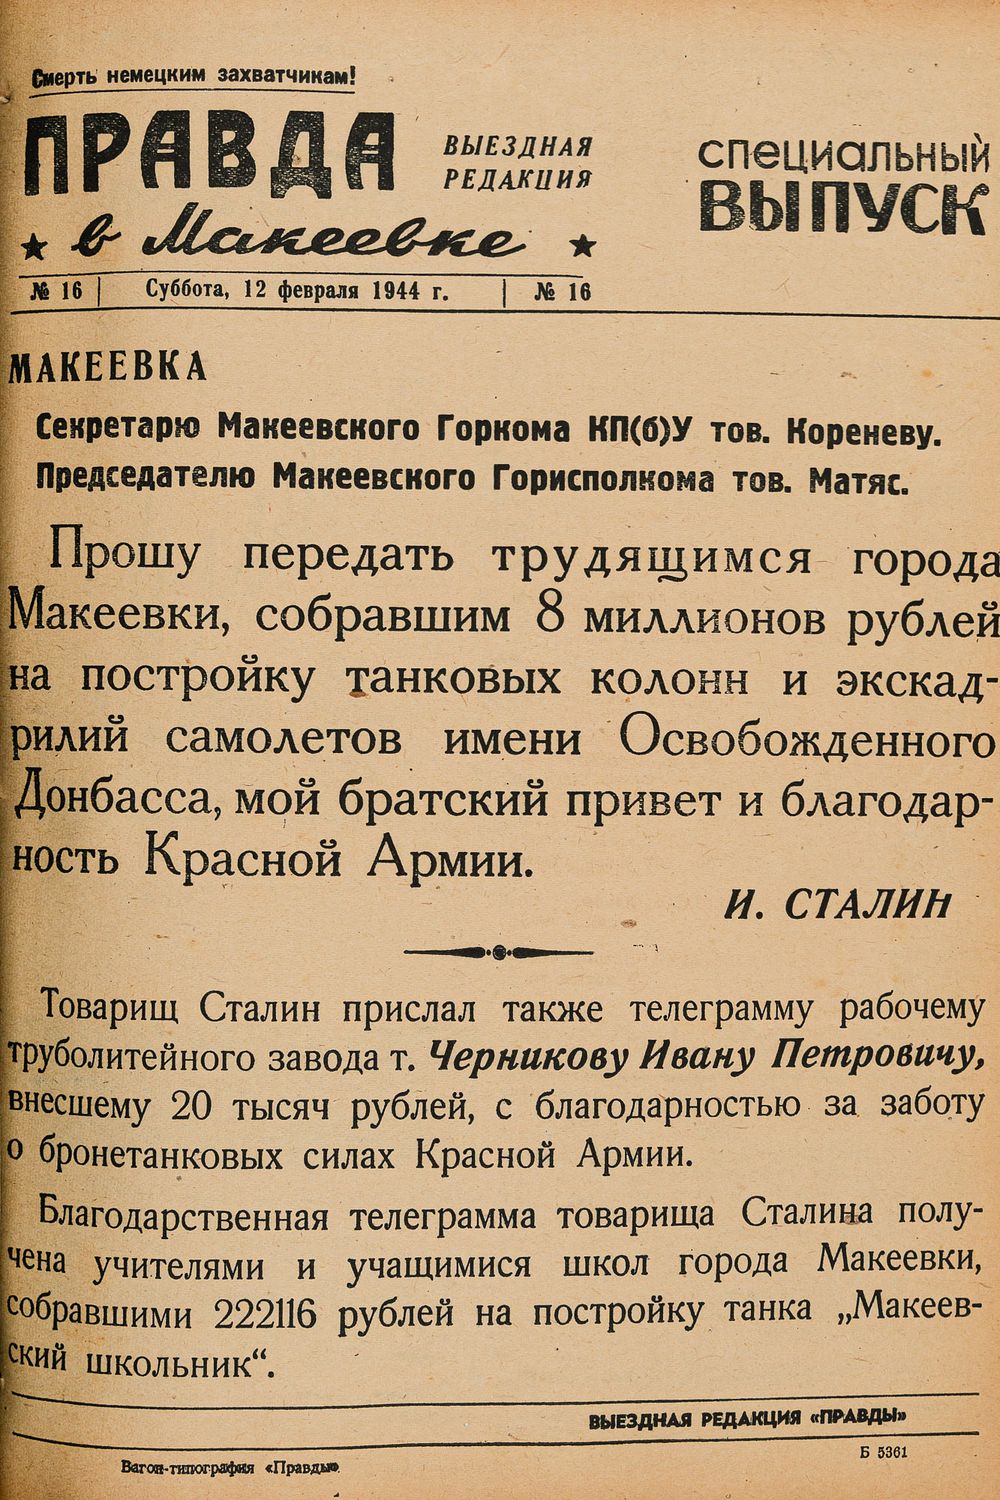 Смерть немецким захватчикам!
ПРАВДА
ВЫЕЗДНАЯ
РЕДАКЦИЯ
в Макеевке
СПЕЦИАЛЬНЫЙ
ВЫПУСК
№ 16 Суббота, 12 февраля 1944 г. № 16
МАКЕЕВКА
Секретарю Макеевского Горкома КП(б)У тов. Кореневу.
Председателю Макеевского Горисполкома тов. Матяс.
Прошу передать трудящимся города
Макеевки, собравшим 8 миллионов рублей
на постройку танковых колонн и экскад-
рилий самолетов имени Освобожденного
Донбасса, мой братский привет и благодар-
ность Красной Армии.
И. СТАЛИН
Товарищ Сталин прислал также телеграмму рабочему
труболитейного завода т. Черникову Ивану Петровичу,
внесшему 20 тысяч рублей, с благодарностью за заботу
о бронетанковых силах Красной Армии.
Благодарственная телеграмма товарища Сталина полу-
чена учителями и учащимися школ города Макеевки,
собравшими 222116 рублей на постройку танка „Макеев-
ский школьник“.
ВЫЕЗДНАЯ РЕДАКЦИЯ «ПРАВДЫ»
Вагон-типография «Правды».
Б 5361